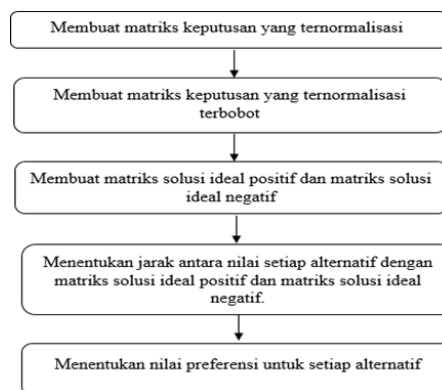 Membuat matriks keputusan yang ternormalisasi
Membuat matriks keputusan yang ternormalisasi
terbobot
Membuat matriks solusi ideal positif dan matriks solusi
ideal negatif
Menentukan jarak antara nilai setiap alternatif dengan
matriks solusi ideal positif dan matriks solusi ideal
negatif.
Menentukan nilai preferensi untuk setiap alternatif